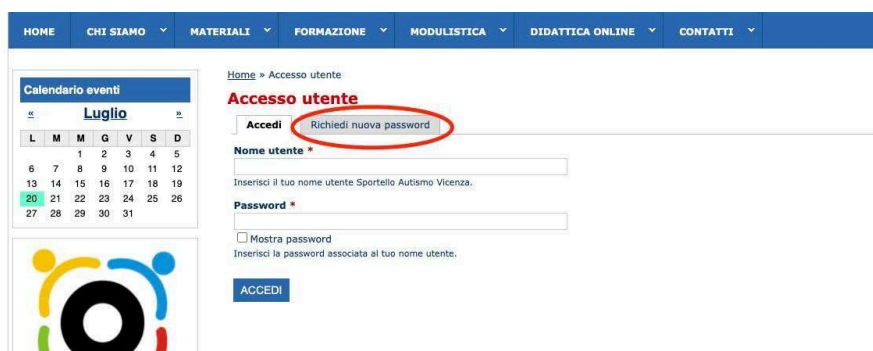 HOME CHI SIAMO MATERIALI FORMAZIONE MODULISTICA DIDATTICA ONLINE CONTATTI
Calendario eventi
« Luglio »
L M M G V S D
1 2 3 4 5
6 7 8 9 10 11 12
13 14 15 16 17 18 19
20 21 22 23 24 25 26
27 28 29 30 31
Home » Accesso utente
Accesso utente
Accedi Richiedi nuova password
Nome utente *
Inserisci il tuo nome utente Sportello Autismo Vicenza.
Password *
Mostra password
Inserisci la password associata al tuo nome utente.
ACCEDI